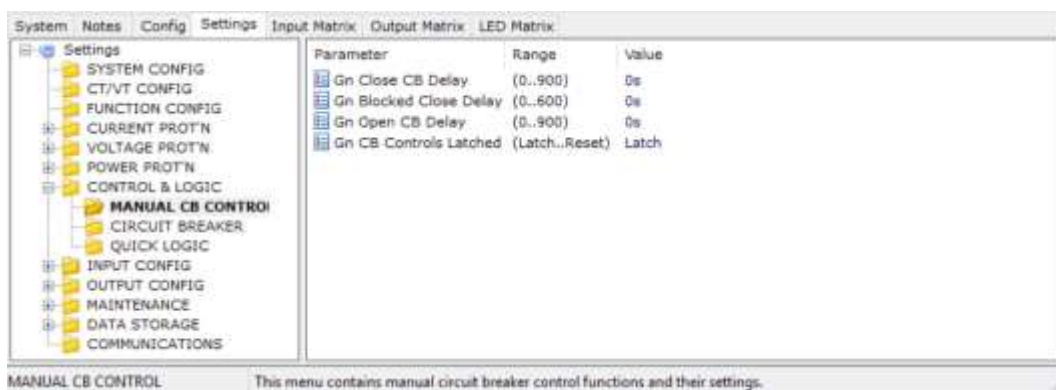 System Notes Config Settings Input Matrix Output Matrix LED Matrix
Settings
SYSTEM CONFIG
CT/VT CONFIG
FUNCTION CONFIG
CURRENT PROT'N
VOLTAGE PROT'N
POWER PROT'N
CONTROL & LOGIC
MANUAL CB CONTROL
CIRCUIT BREAKER
QUICK LOGIC
INPUT CONFIG
OUTPUT CONFIG
MAINTENANCE
DATA STORAGE
COMMUNICATIONS
Parameter Range Value
Gn Close CB Delay (0..900) 0s
Gn Blocked Close Delay (0..600) 0s
Gn Open CB Delay (0..900) 0s
Gn CB Controls Latched (Latch..Reset) Latch
MANUAL CB CONTROL This menu contains manual circuit breaker control functions and their settings.